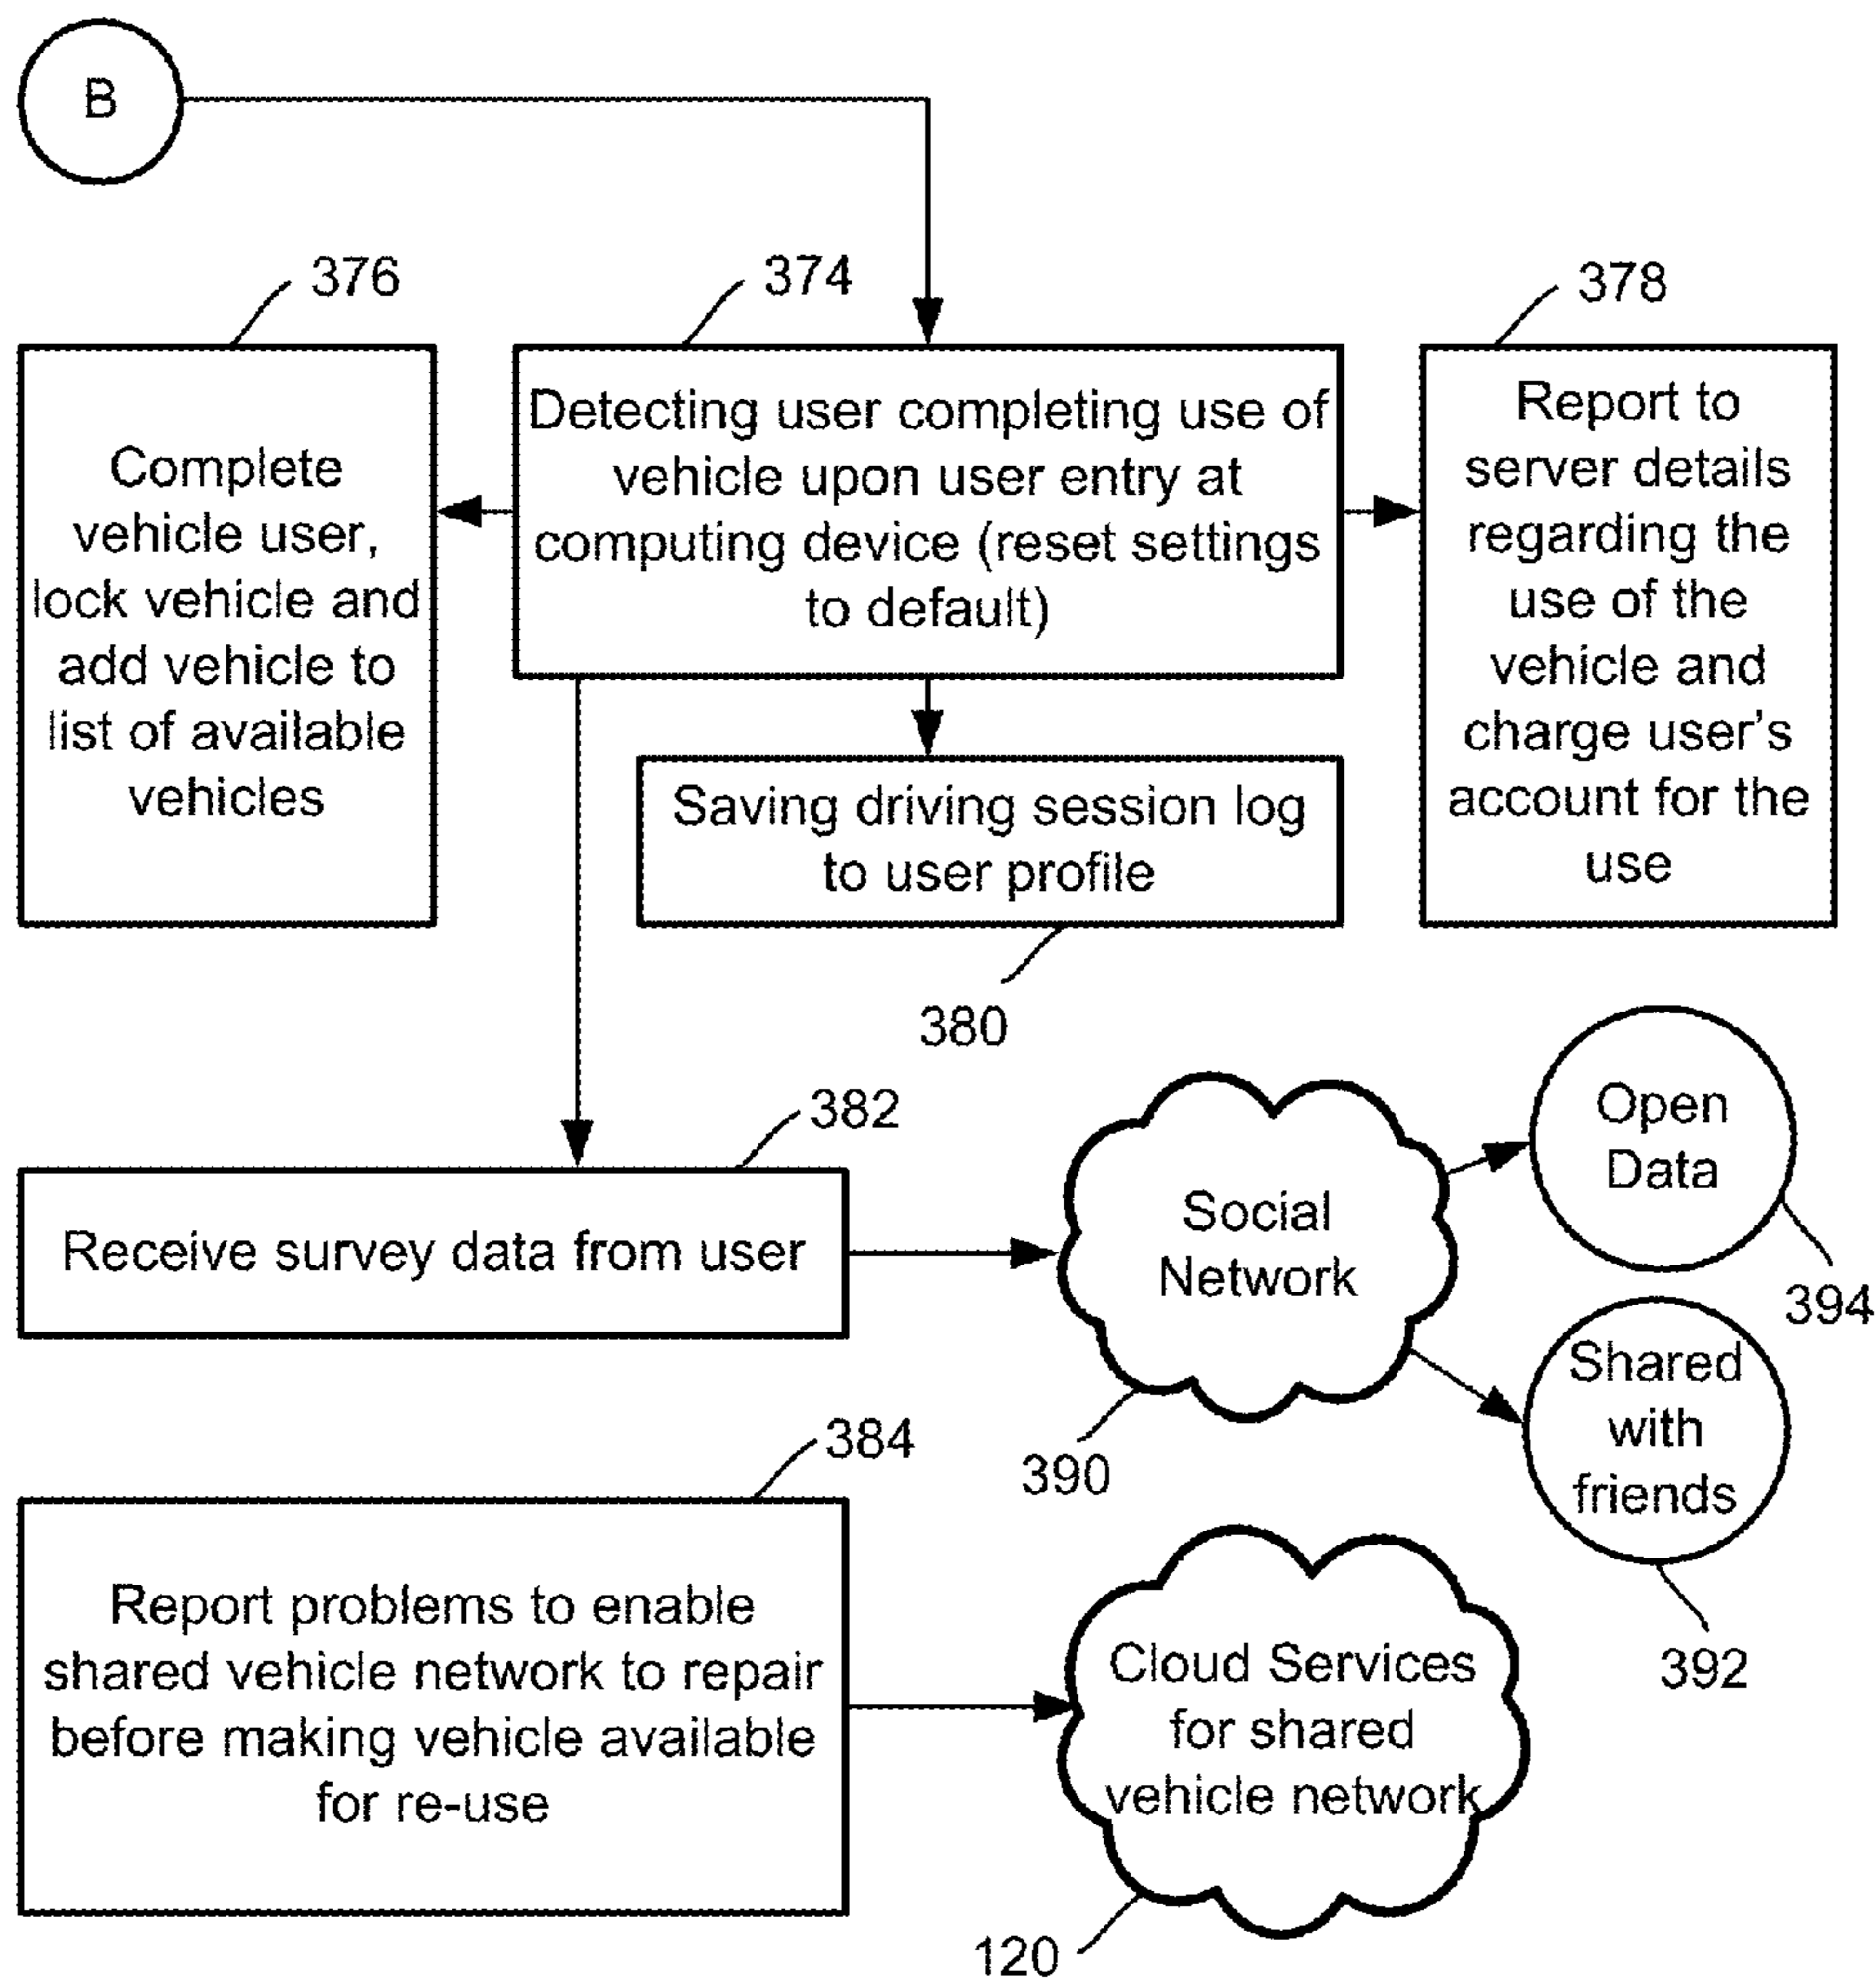 B
376
374
378
Complete
vehicle user,
lock vehicle and
add vehicle to
list of available
vehicles
Detecting user completing use of
vehicle upon user entry at
computing device (reset settings
to default)
Report to
server details
regarding the
use of the
vehicle and
charge user's
account for the
use
Saving driving session log
to user profile
380
382
Receive survey data from user
Social
Network
390
Open
Data
394
Shared
with
friends
392
384
Report problems to enable
shared vehicle network to repair
before making vehicle available
for re-use
Cloud Services
for shared
vehicle network
120